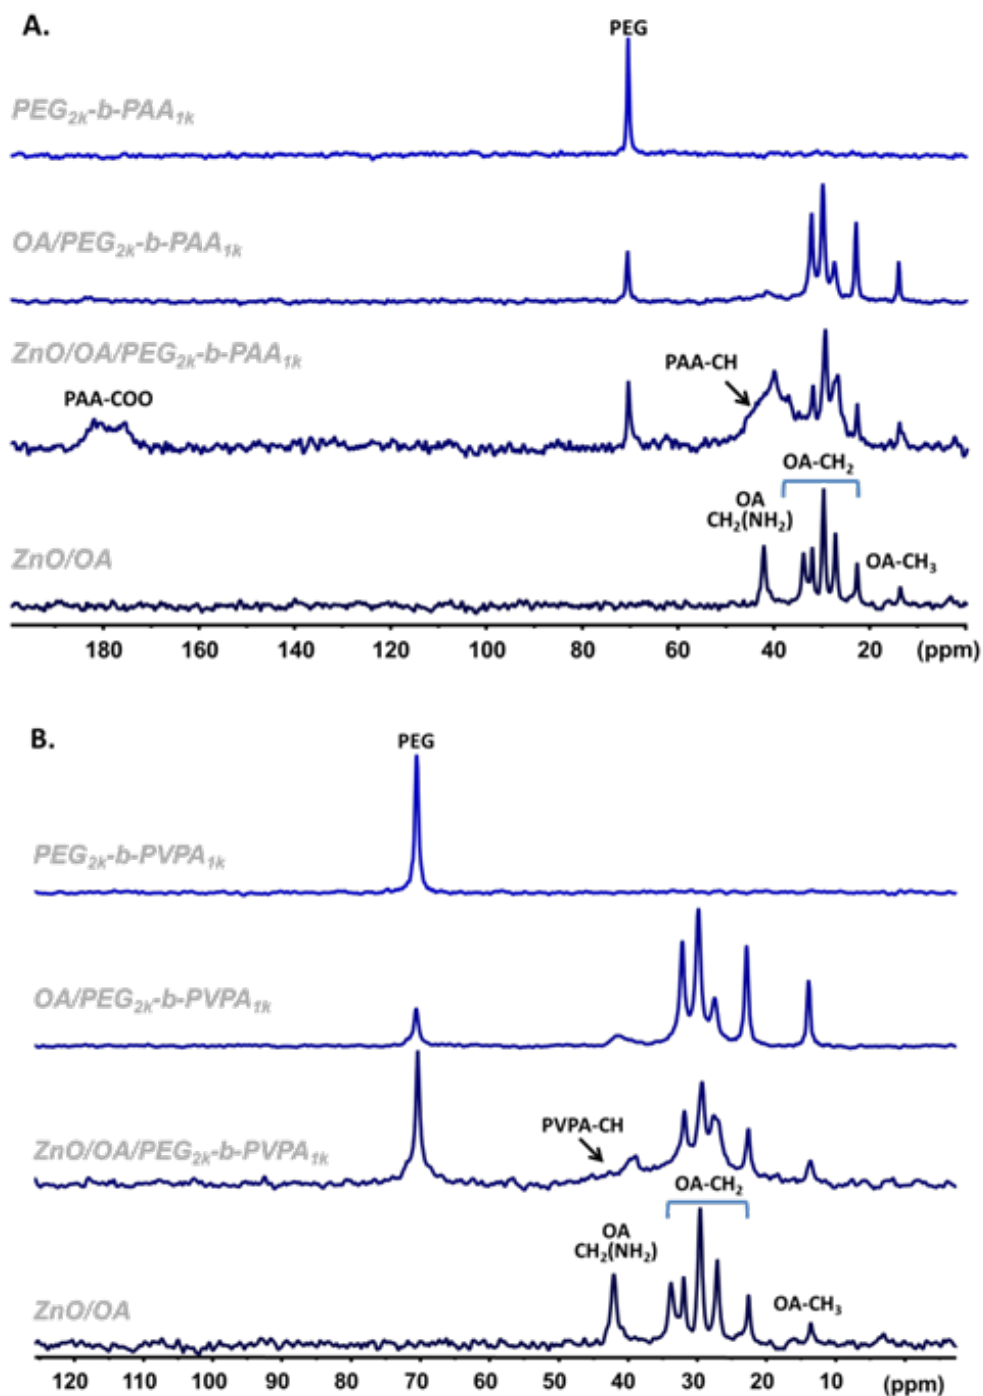 A.
PEG
PEG2k-b-PAA1k
OA/PEG2k-b-PAA1k
ZnO/OA/PEG2k-b-PAA1k
PAA-COO
PAA-CH
OA-CH2
OA
CH2(NH2)
OA-CH3
ZnO/OA
180 160 140 120 100 80 60 40 20 (ppm)
B.
PEG
PEG2k-b-PVPA1k
OA/PEG2k-b-PVPA1k
PVPA-CH
ZnO/OA/PEG2k-b-PVPA1k
OA-CH2
OA
CH2(NH2)
OA-CH3
ZnO/OA
120 110 100 90 80 70 60 50 40 30 20 10 (ppm)